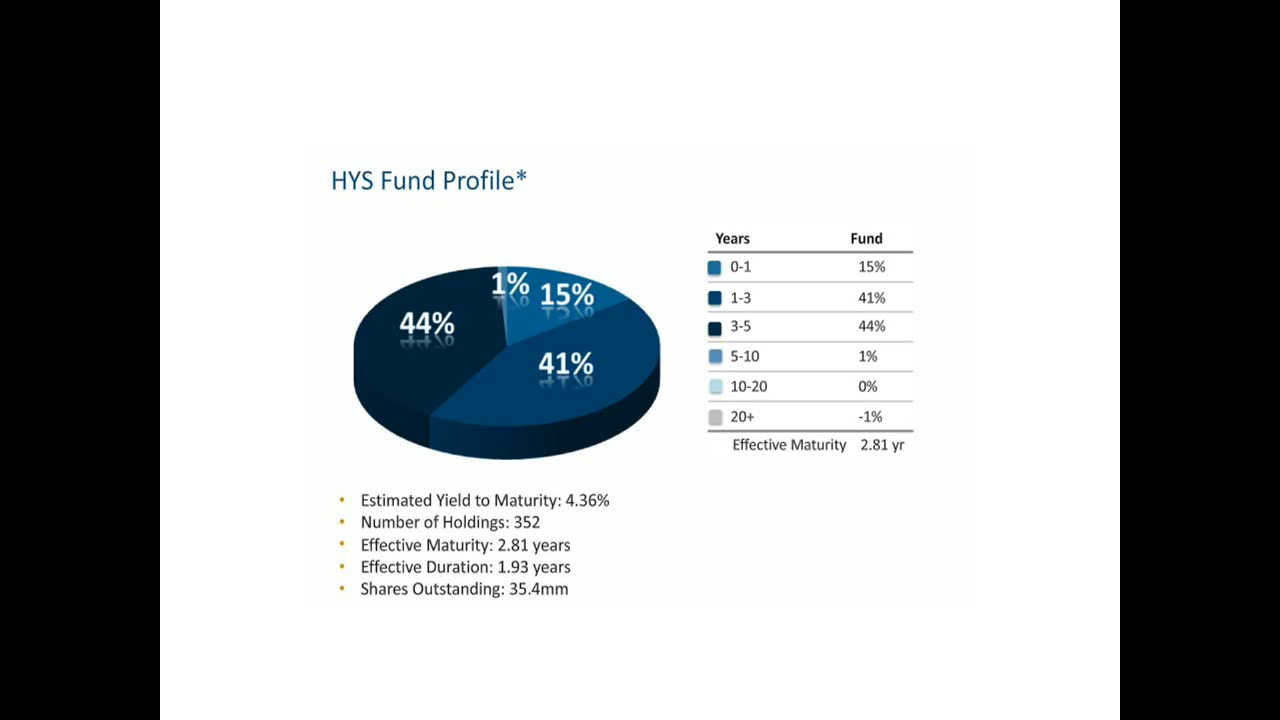 HYS Fund Profile*
Years Fund
0-1 15%
1-3 41%
3-5 44%
5-10 1%
10-20 0%
20+ -1%
Effective Maturity 2.81 yr
1% 15%
44%
41%
• Estimated Yield to Maturity: 4.36%
• Number of Holdings: 352
• Effective Maturity: 2.81 years
• Effective Duration: 1.93 years
• Shares Outstanding: 35.4mm